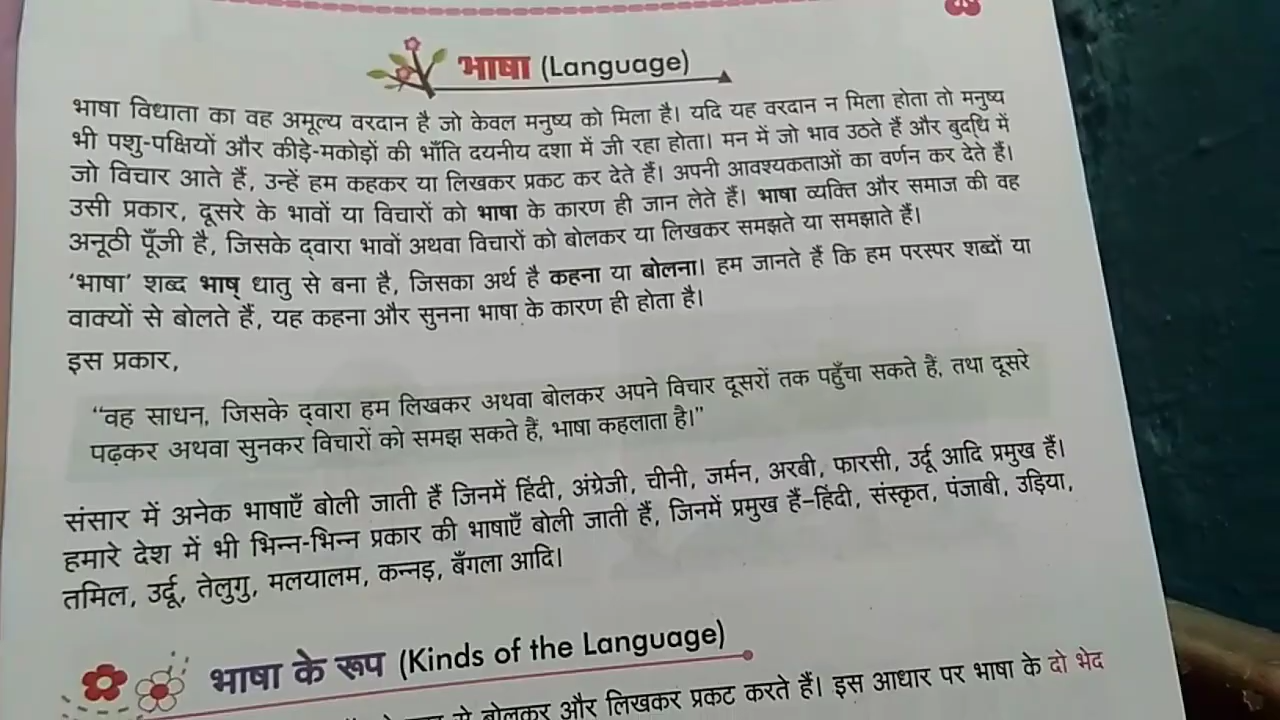 भाषा (Language)
भाषा विधाता का वह अमूल्य वरदान है जो केवल मनुष्य को मिला है। यदि यह वरदान न मिला होता तो मनुष्य
भी पशु-पक्षियों और कीड़े-मकोड़ों की भाँति दयनीय दशा में जी रहा होता। मन में जो भाव उठते हैं और बुद्धि में
जो विचार आते हैं, उन्हें हम कहकर या लिखकर प्रकट कर देते हैं। अपनी आवश्यकताओं का वर्णन कर देते हैं।
उसी प्रकार, दूसरे के भावों या विचारों को भाषा के कारण ही जान लेते हैं। भाषा व्यक्ति और समाज की वह
अनूठी पूँजी है, जिसके द्वारा भावों अथवा विचारों को बोलकर या लिखकर समझते या समझाते हैं।
‘भाषा’ शब्द भाष् धातु से बना है, जिसका अर्थ है कहना या बोलना। हम जानते हैं कि हम परस्पर शब्दों या
वाक्यों से बोलते हैं, यह कहना और सुनना भाषा के कारण ही होता है।
इस प्रकार,
“वह साधन, जिसके द्वारा हम लिखकर अथवा बोलकर अपने विचार दूसरों तक पहुँचा सकते हैं, तथा दूसरे
पढ़कर अथवा सुनकर विचारों को समझ सकते हैं, भाषा कहलाता है।”
संसार में अनेक भाषाएँ बोली जाती हैं जिनमें हिंदी, अंग्रेजी, चीनी, जर्मन, अरबी, फारसी, उर्दू आदि प्रमुख हैं।
हमारे देश में भी भिन्न-भिन्न प्रकार की भाषाएँ बोली जाती हैं, जिनमें प्रमुख हैं–हिंदी, संस्कृत, पंजाबी, उड़िया,
तमिल, उर्दू, तेलुगु, मलयालम, कन्नड़, बँगला आदि।
भाषा के रूप (Kinds of the Language)
बोलकर और लिखकर प्रकट करते हैं। इस आधार पर भाषा के दो भेद